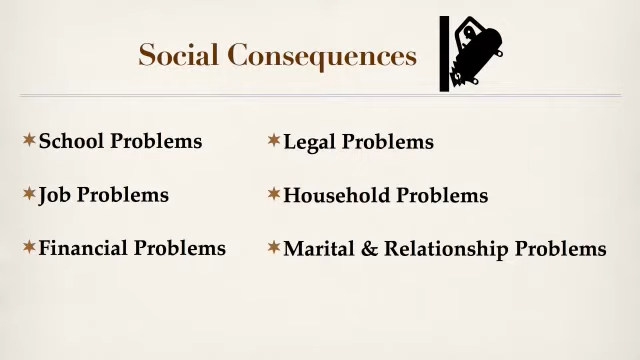 Social Consequences
School Problems
Job Problems
Financial Problems
Legal Problems
Household Problems
Marital & Relationship Problems